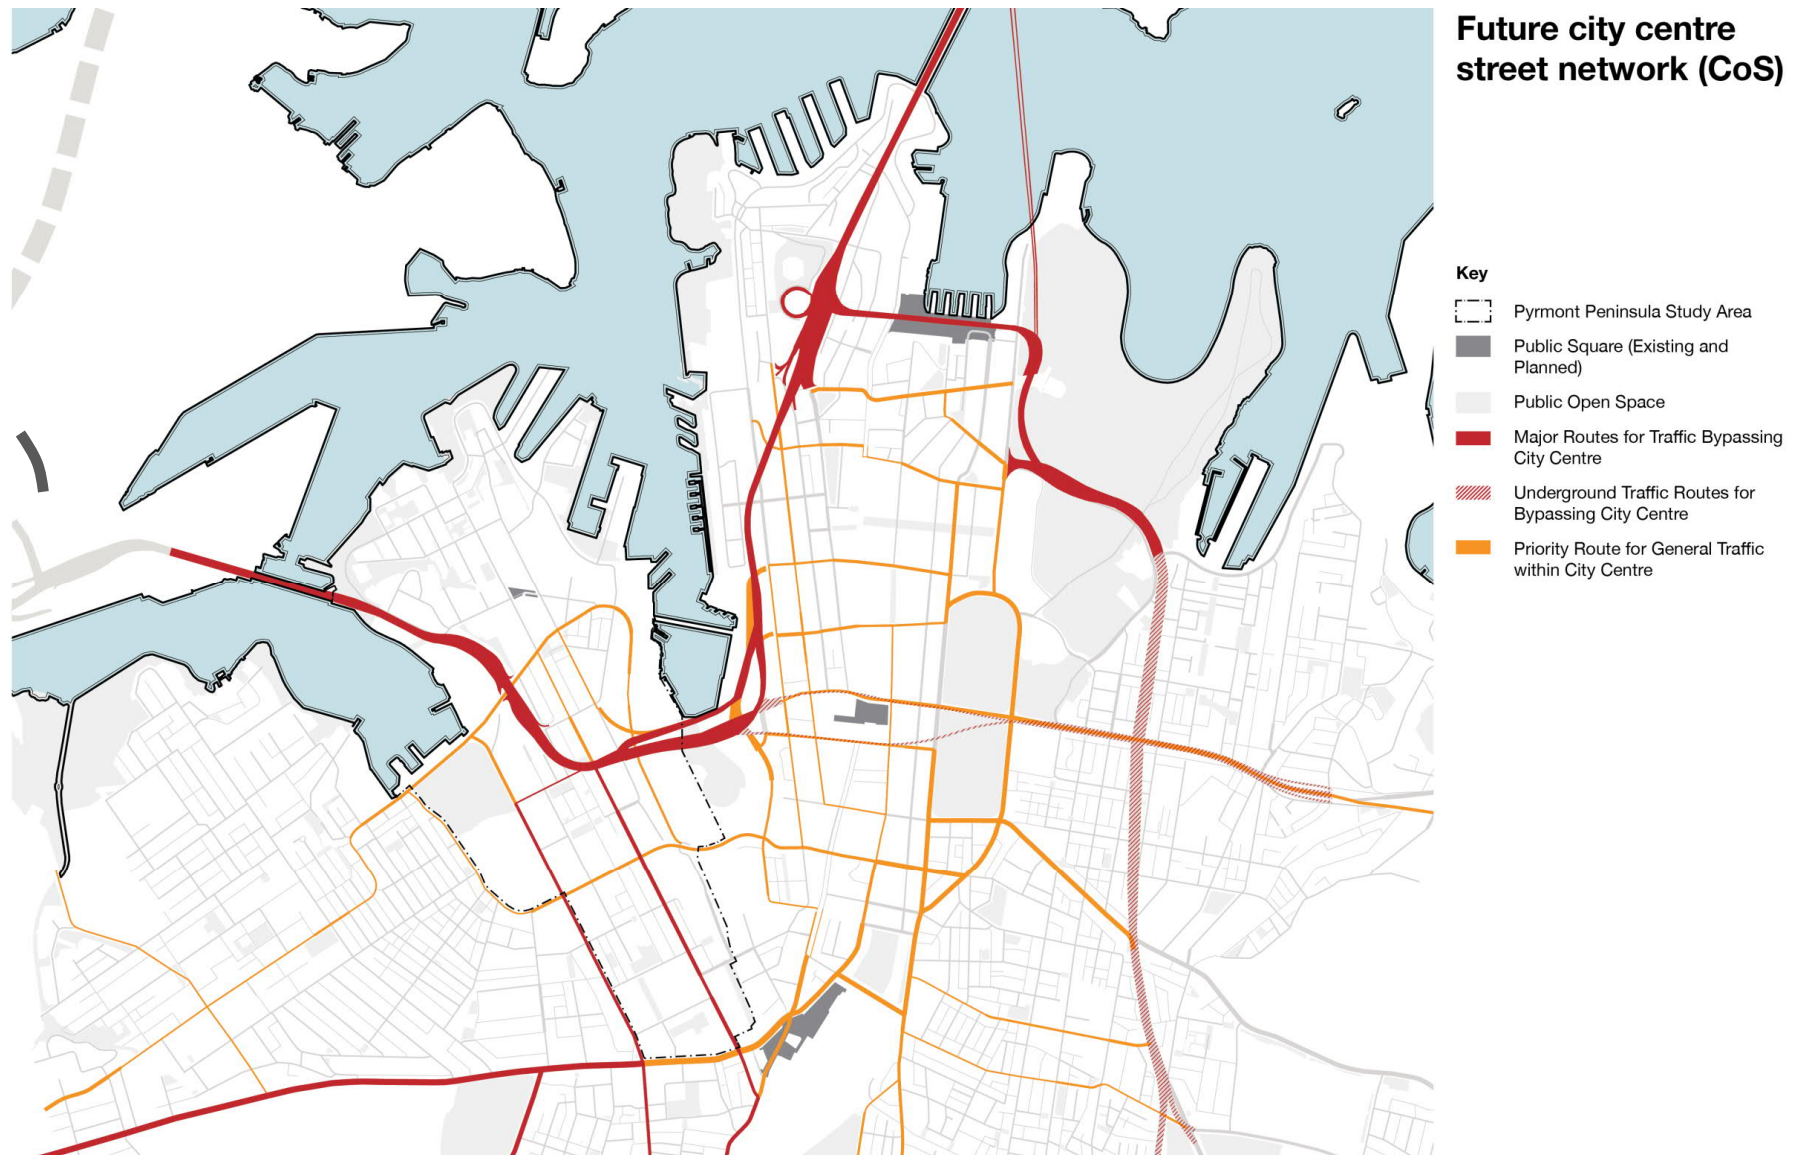 Future city centre
street network (CoS)
Key
Pyrmont Peninsula Study Area
Public Square (Existing and
Planned)
Public Open Space
Major Routes for Traffic Bypassing
City Centre
Underground Traffic Routes for
Bypassing City Centre
Priority Route for General Traffic
within City Centre